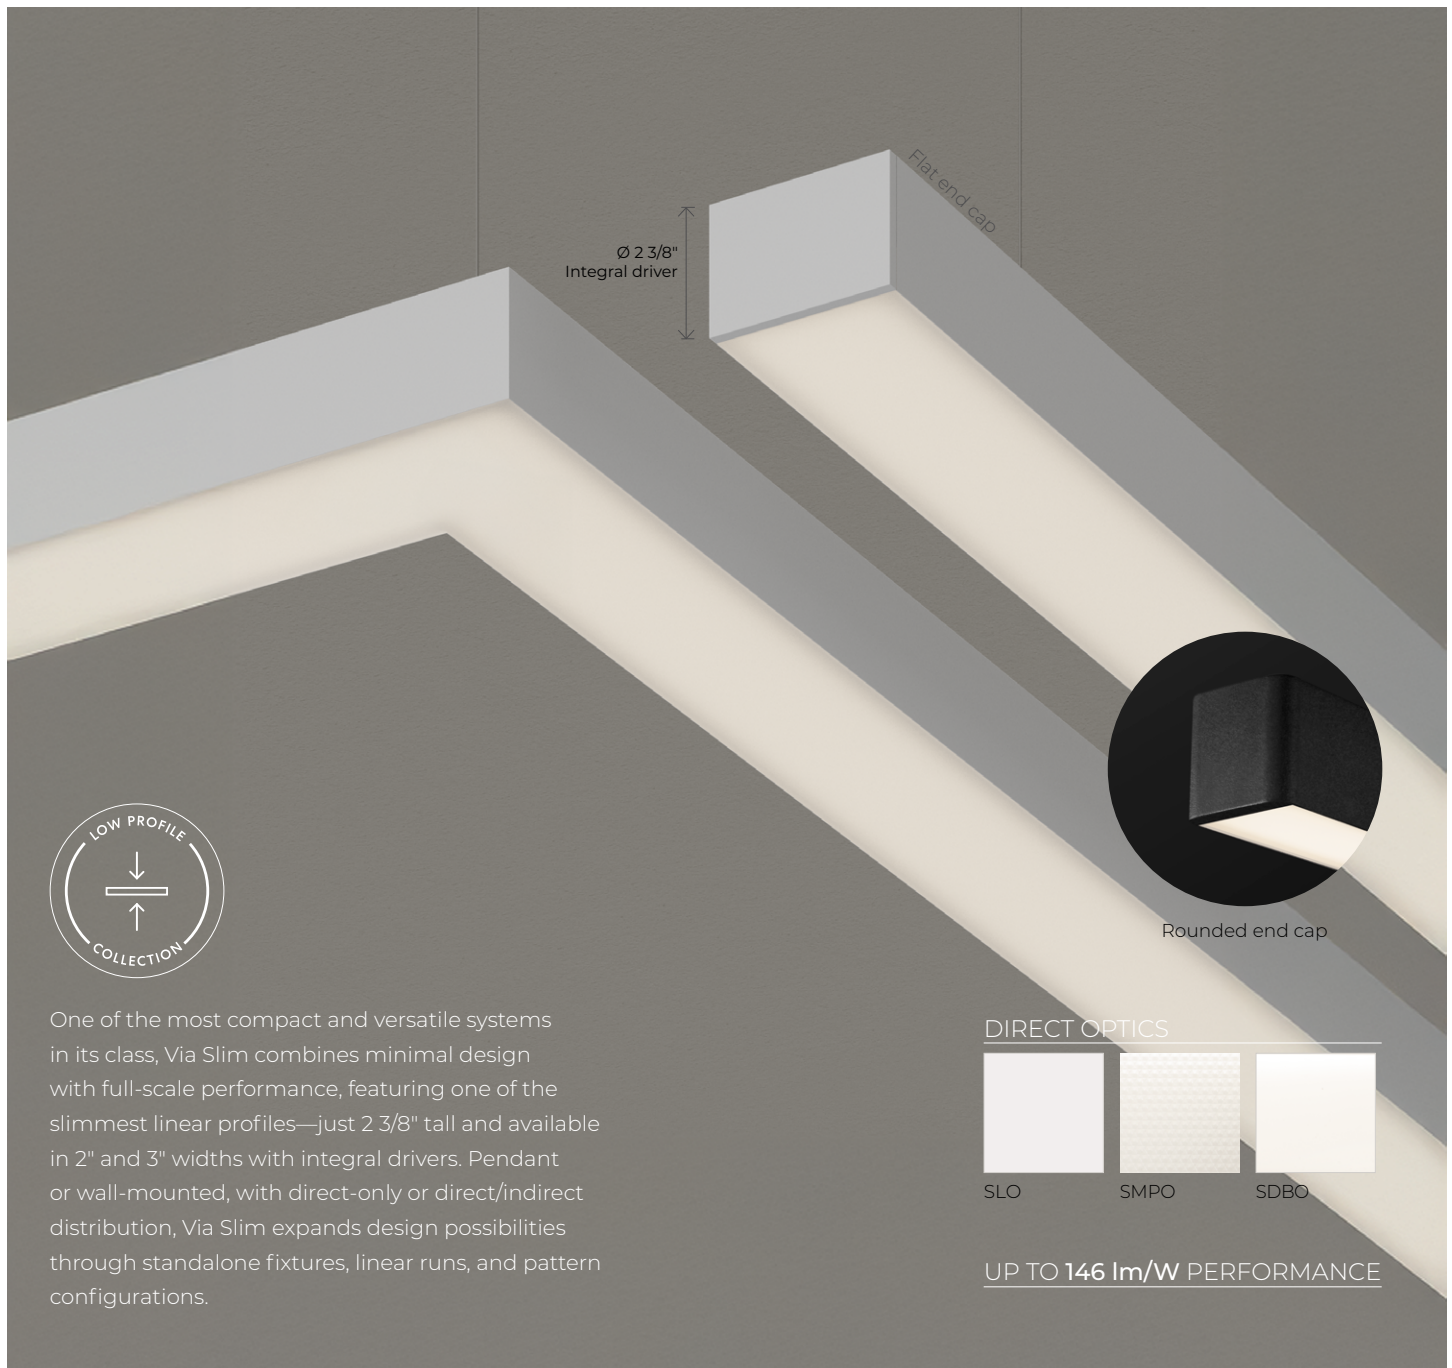 Flat end cap
Ø 2 3/8"
Integral driver
Rounded end cap
LOW PROFILE
COLLECTION
One of the most compact and versatile systems
in its class, Via Slim combines minimal design
with full-scale performance, featuring one of the
slimmest linear profiles—just 2 3/8" tall and available
in 2" and 3" widths with integral drivers. Pendant
or wall-mounted, with direct-only or direct/indirect
distribution, Via Slim expands design possibilities
through standalone fixtures, linear runs, and pattern
configurations.
DIRECT OPTICS
SLO
SMPO
SDBO
UP TO 146 lm/W PERFORMANCE